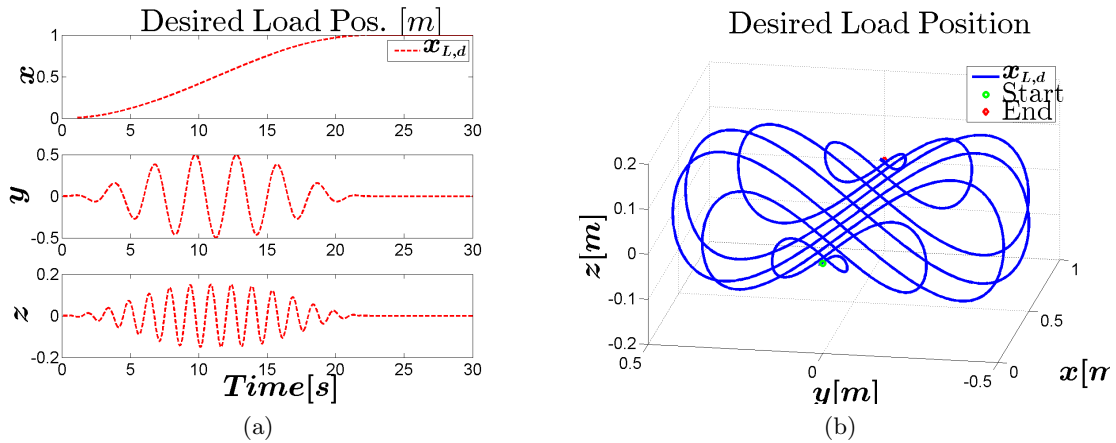 Desired Load Pos. [m]
x
1
0.5
0
x_{L,d}
0 5 10 15 20 25 30
y
0.5
0
-0.5
0 5 10 15 20 25 30
z
0.2
0
-0.2
0 5 10 15 20 25 30
Time[s]
(a)
Desired Load Position
x_{L,d}
Start
End
z[m]
0.2
0.1
0
-0.1
-0.2
0.5
0
-0.5
y[m]
0
0.5
1
x[m
(b)